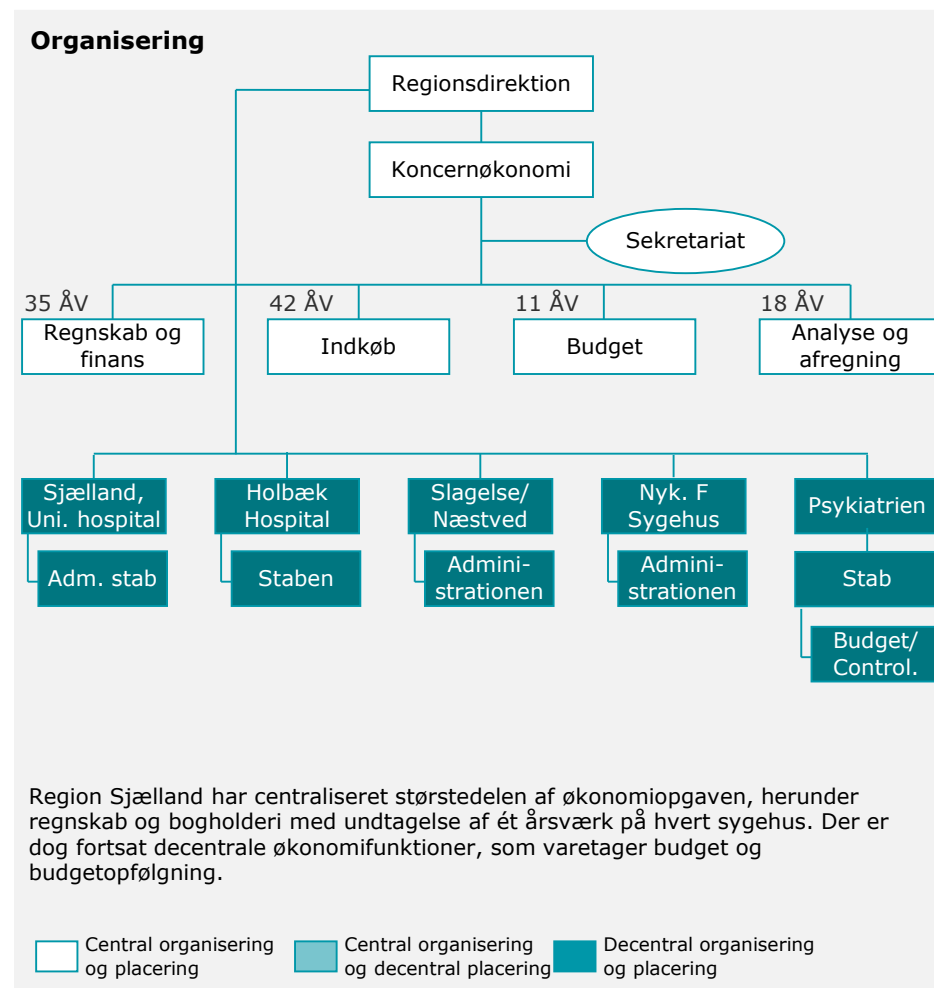 Organisering
Regionsdirektion
Koncernøkonomi
Sekretariat
35 ÅV
42 ÅV
11 ÅV
18 ÅV
Regnskab og
finans
Indkøb
Budget
Analyse og
afregning
Sjælland,
Uni. hospital
Holbæk
Hospital
Slagelse/
Næstved
Nyk. F
Sygehus
Psykiatrien
Adm. stab
Staben
Admini-
strationen
Admini-
strationen
Stab
Budget/
Control.
Region Sjælland har centraliseret størstedelen af økonomiopgaven, herunder
regnskab og bogholderi med undtagelse af ét årsværk på hvert sygehus. Der er
dog fortsat decentrale økonomifunktioner, som varetager budget og
budgetopfølgning.
Central organisering
og placering
Central organisering
og decentral placering
Decentral organisering
og placering